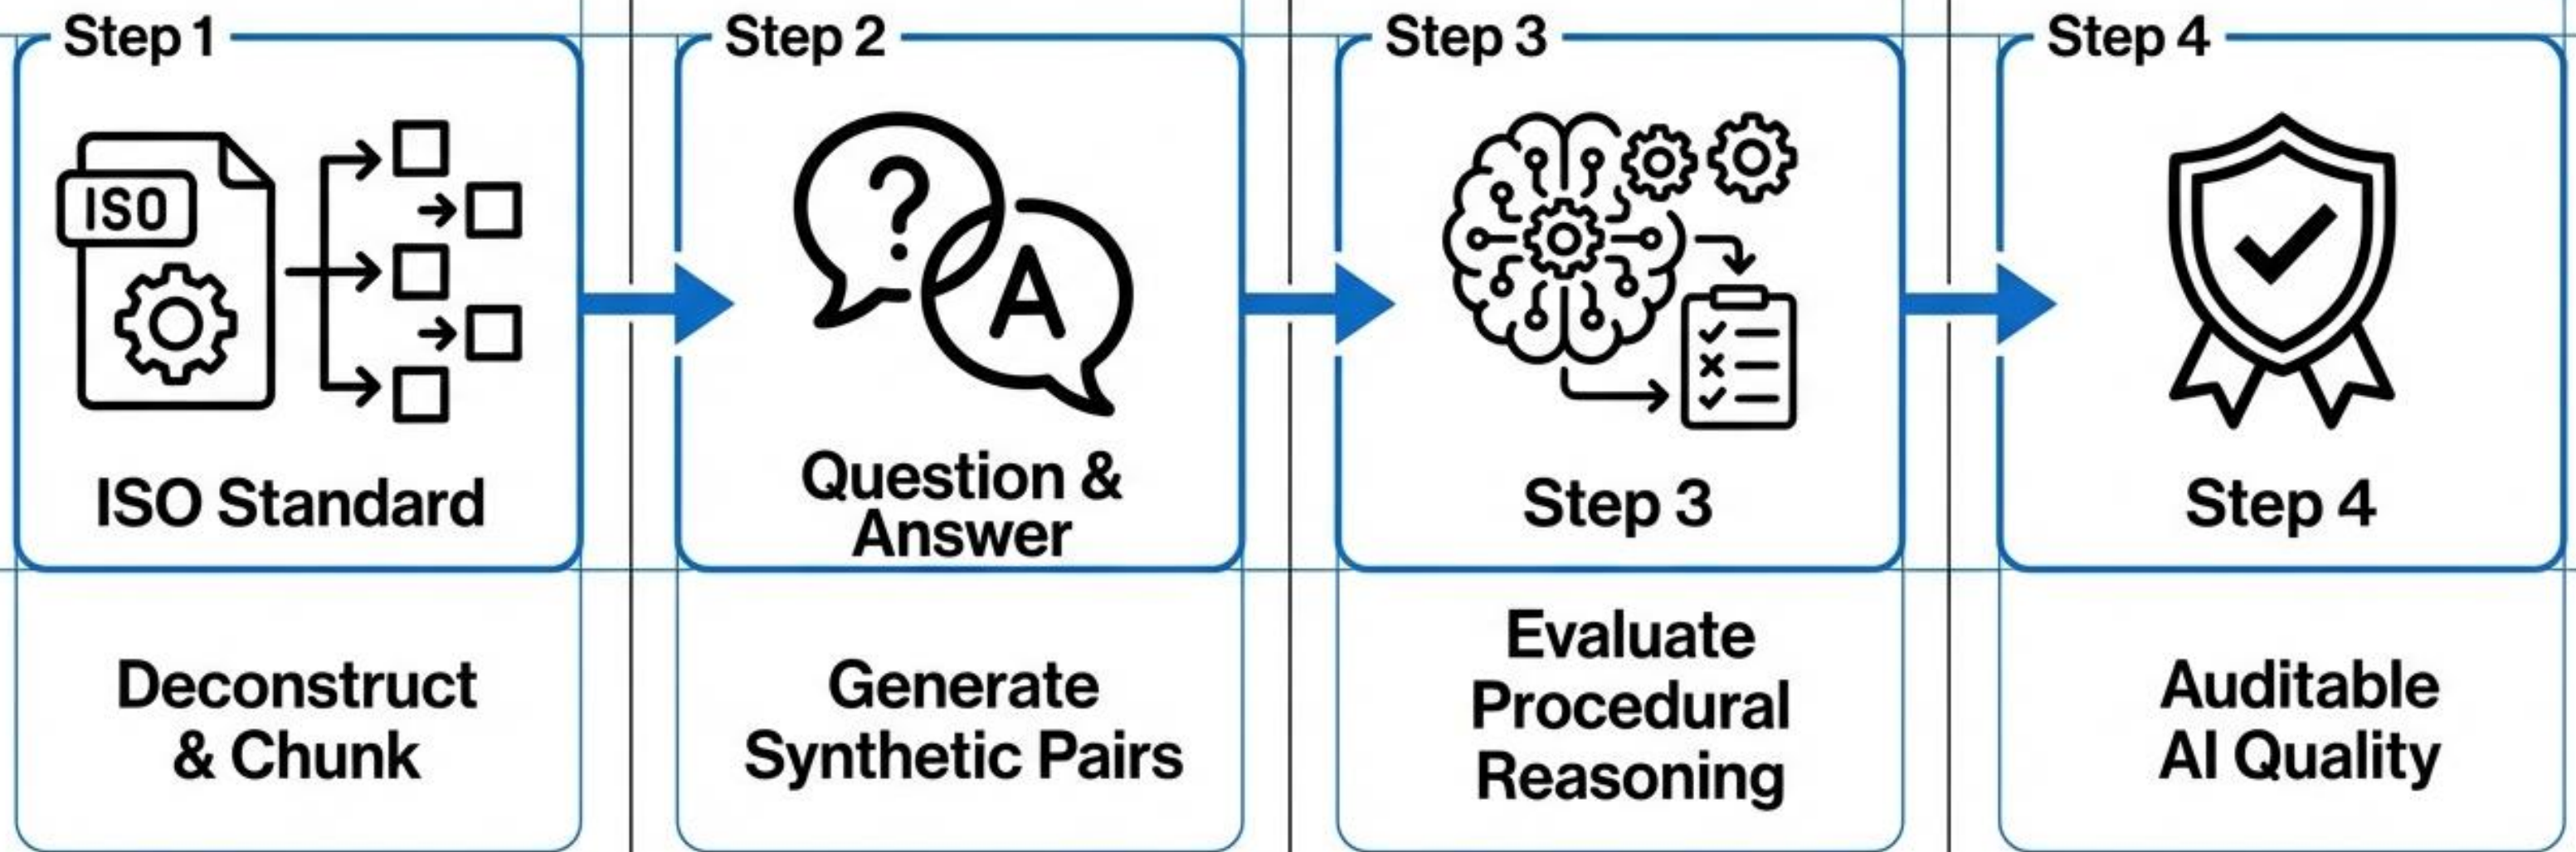 Step 1
ISO
ISO Standard
Deconstruct
& Chunk
Step 2
?
A
Question &
Answer
Generate
Synthetic Pairs
Step 3
Step 3
Evaluate
Procedural
Reasoning
Step 4
Step 4
Auditable
AI Quality